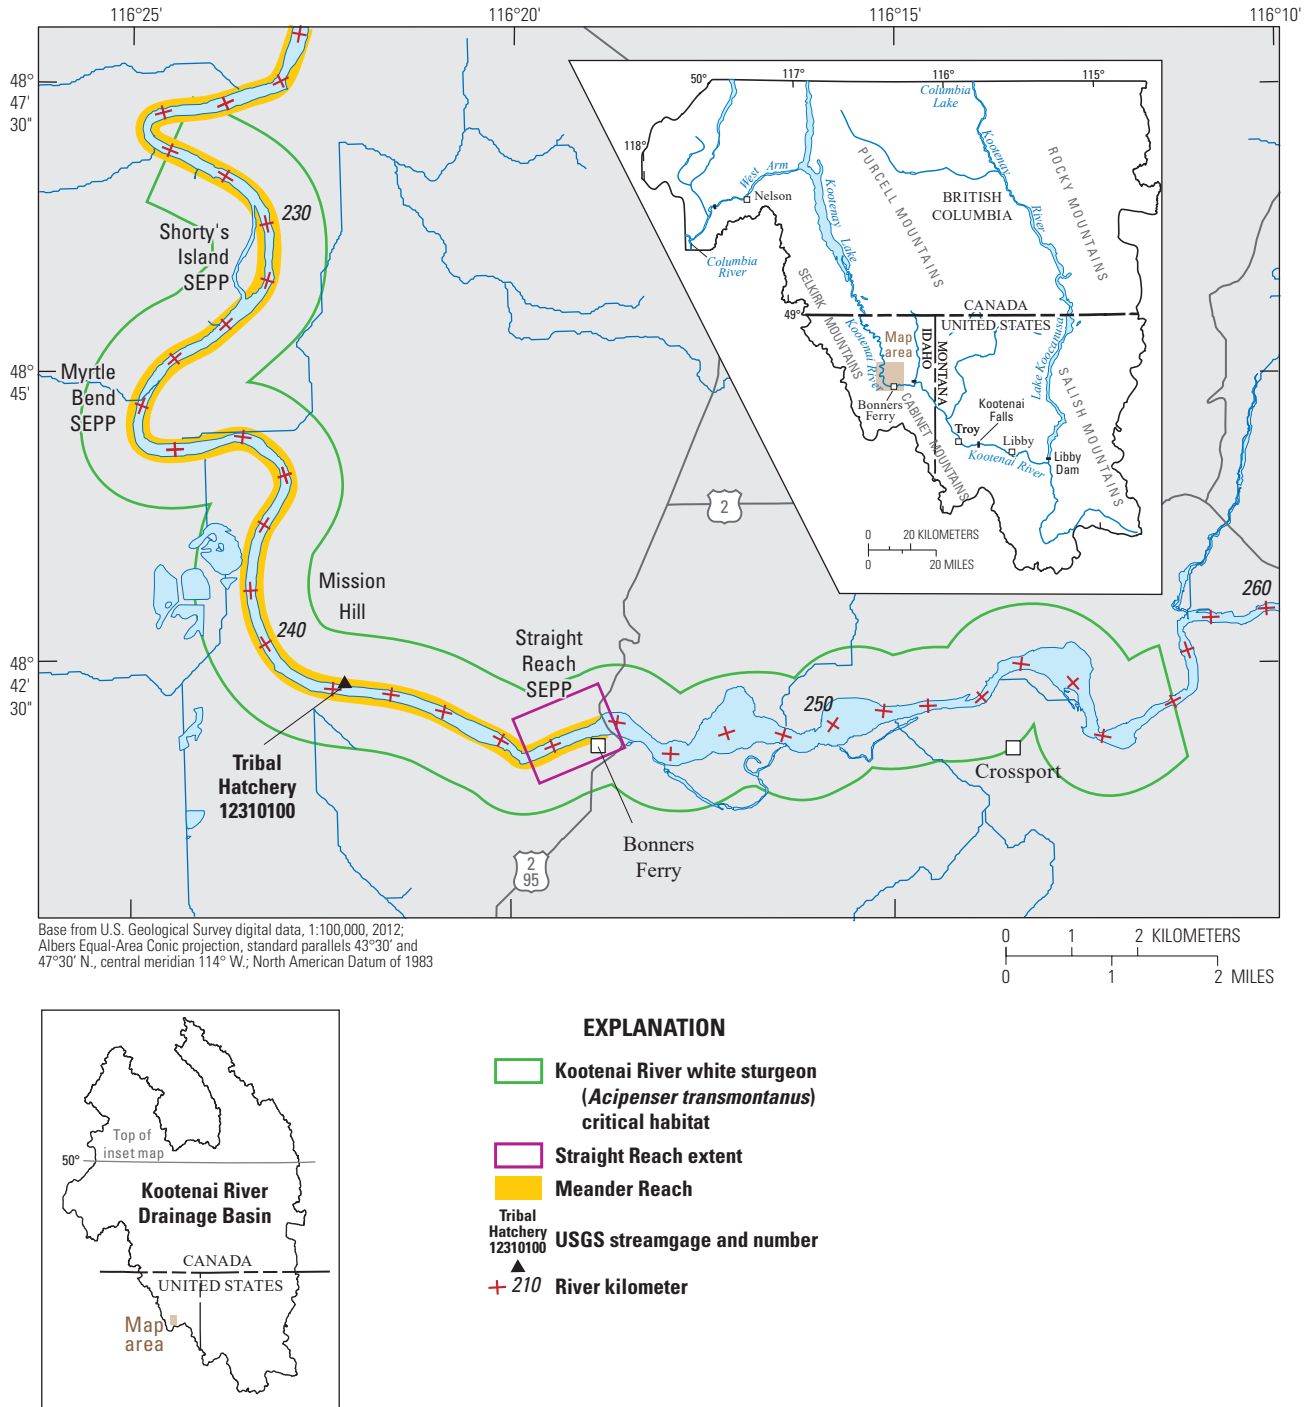 116°25'
116°20'
116°15'
116°10'
48°
47'
30"
48°
45'
48°
42'
30"
230
Shorty's
Island
SEPP
Myrtle
Bend
SEPP
Mission
Hill
240
Straight
Reach
SEPP
Tribal
Hatchery
12310100
2
2
95
Bonners
Ferry
250
Crossport
260
50°
117°
116°
115°
118°
49°
Columbia
Lake
Kootenay
River
West Arm
Nelson
Kootenay Lake
Columbia
River
PURCELL MOUNTAINS
ROCKY MOUNTAINS
BRITISH
COLUMBIA
SELKIRK MOUNTAINS
CANADA
UNITED STATES
Kootenai River
Map
area
IDAHO
MONTANA
Lake Koocanusa
SALISH MOUNTAINS
CABINET MOUNTAINS
Bonners
Ferry
Kootenai
Falls
Troy
Libby
Kootenai River
Libby
Dam
0 20 KILOMETERS
0 20 MILES
Base from U.S. Geological Survey digital data, 1:100,000, 2012;
Albers Equal-Area Conic projection, standard parallels 43°30' and
47°30' N., central meridian 114° W.; North American Datum of 1983
0 1 2 KILOMETERS
0 1 2 MILES
Top of
inset map
50°
Kootenai River
Drainage Basin
CANADA
UNITED STATES
Map
area
EXPLANATION
Kootenai River white sturgeon
(Acipenser transmontanus)
critical habitat
Straight Reach extent
Meander Reach
Tribal
Hatchery
12310100
USGS streamgage and number
210 River kilometer